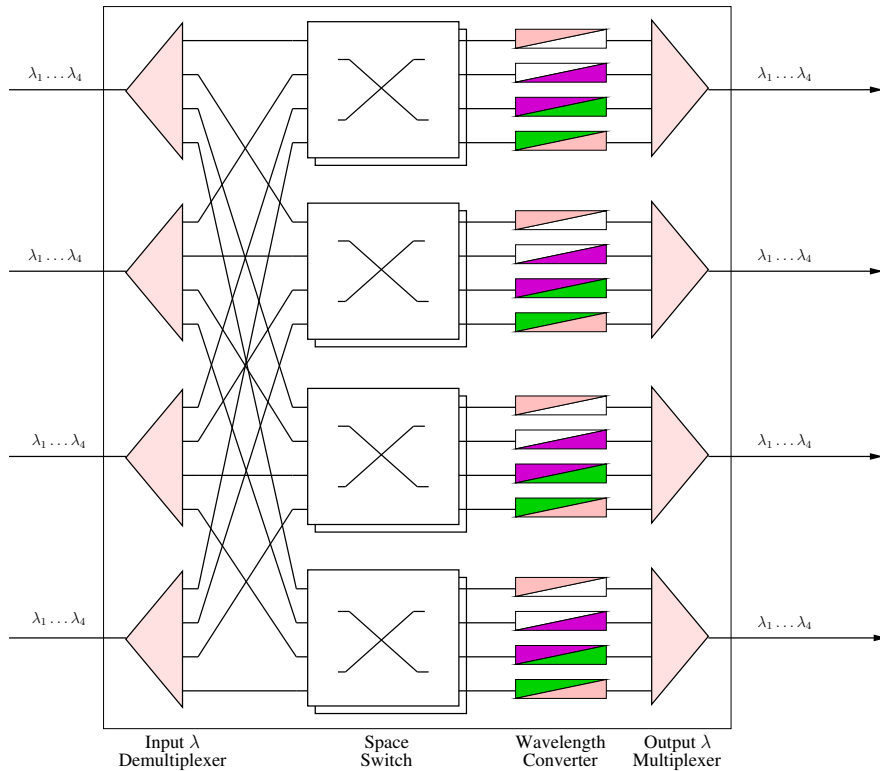 λ1 . . . λ4 λ1 . . . λ4
λ1 . . . λ4 λ1 . . . λ4
λ1 . . . λ4 λ1 . . . λ4
λ1 . . . λ4 λ1 . . . λ4
Input λ Space Wavelength Output λ
Demultiplexer Switch Converter Multiplexer